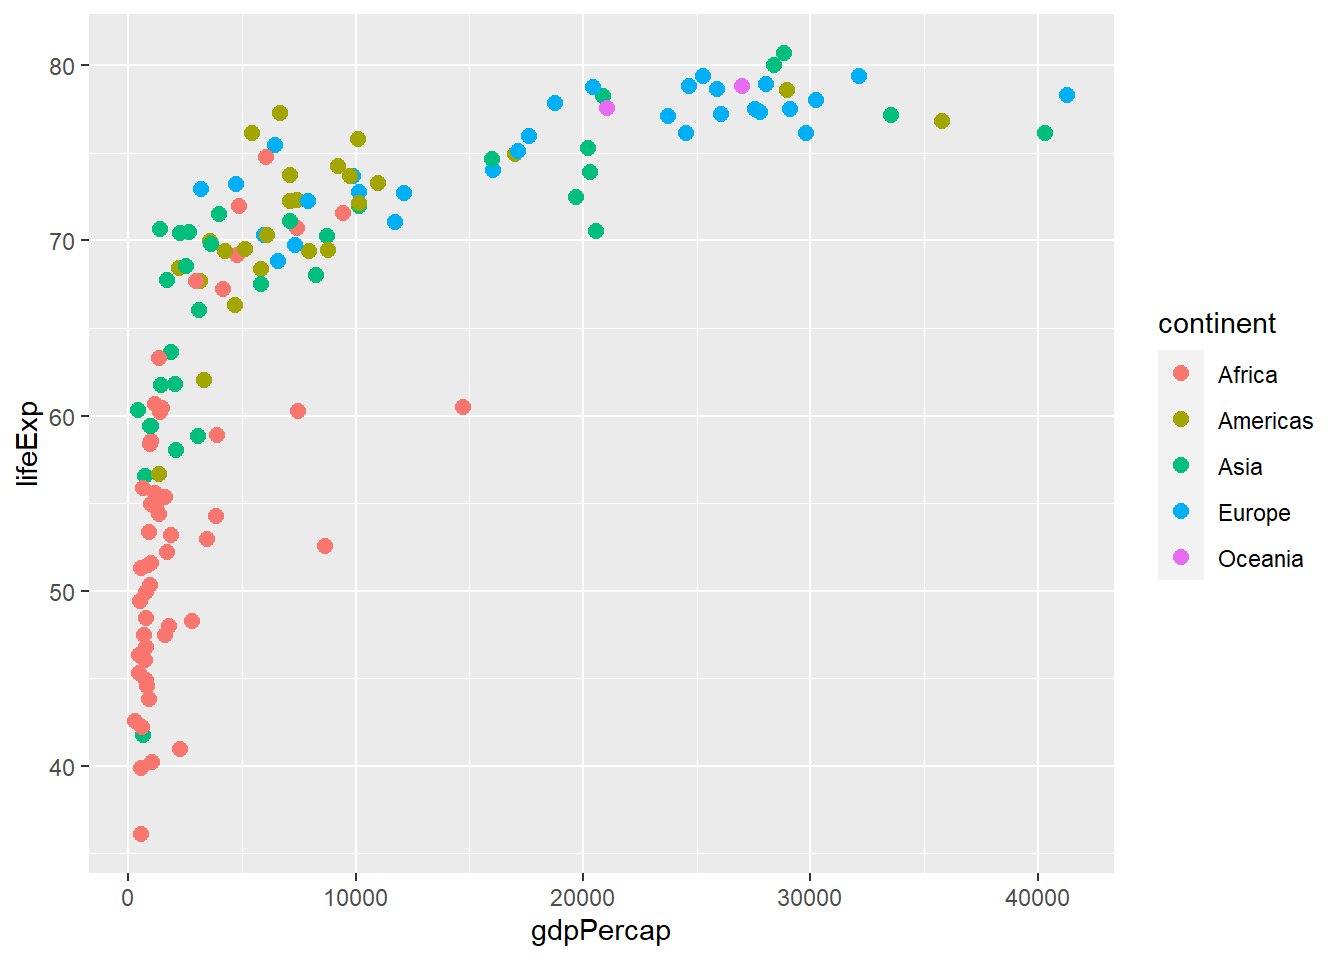 80
70
60
50
40
lifeExp
0 10000 20000 30000 40000
gdpPercap
continent
Africa
Americas
Asia
Europe
Oceania